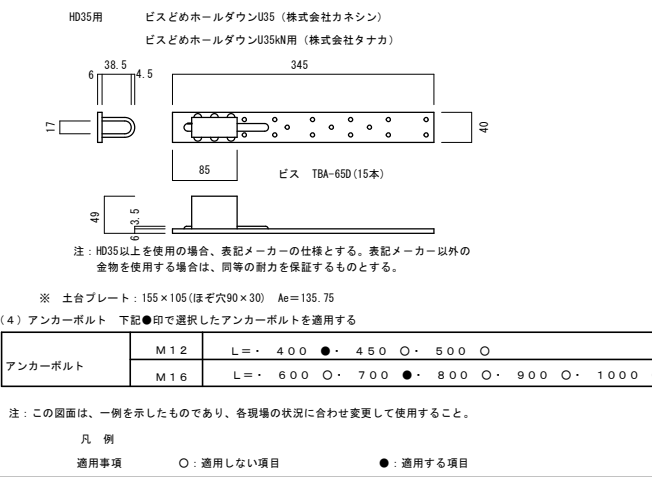 HD35用 ビスどめホールダウンU35（株式会社カネシン）
ビスどめホールダウンU35kN用（株式会社タナカ）
38.5
345
6
4.5
17
40
85
ビス TBA-65D(15本)
49
3.5
6
注：HD35以上を使用の場合、表記メーカーの仕様とする。表記メーカー以外の
金物を使用する場合は、同等の耐力を保証するものとする。
※ 土台プレート：155×105(ほぞ穴90×30) Ae＝135.75
(４) アンカーボルト 下記●印で選択したアンカーボルトを適用する
アンカーボルト
Ｍ１２ Ｌ＝・ ４００ ●・ ４５０ ○・ ５００ ○
Ｍ１６ Ｌ＝・ ６００ ○・ ７００ ●・ ８００ ○・ ９００ ○・ １０００
注：この図面は、一例を示したものであり、各現場の状況に合わせ変更して使用すること。
凡 例
適用事項 ○：適用しない項目 ●：適用する項目